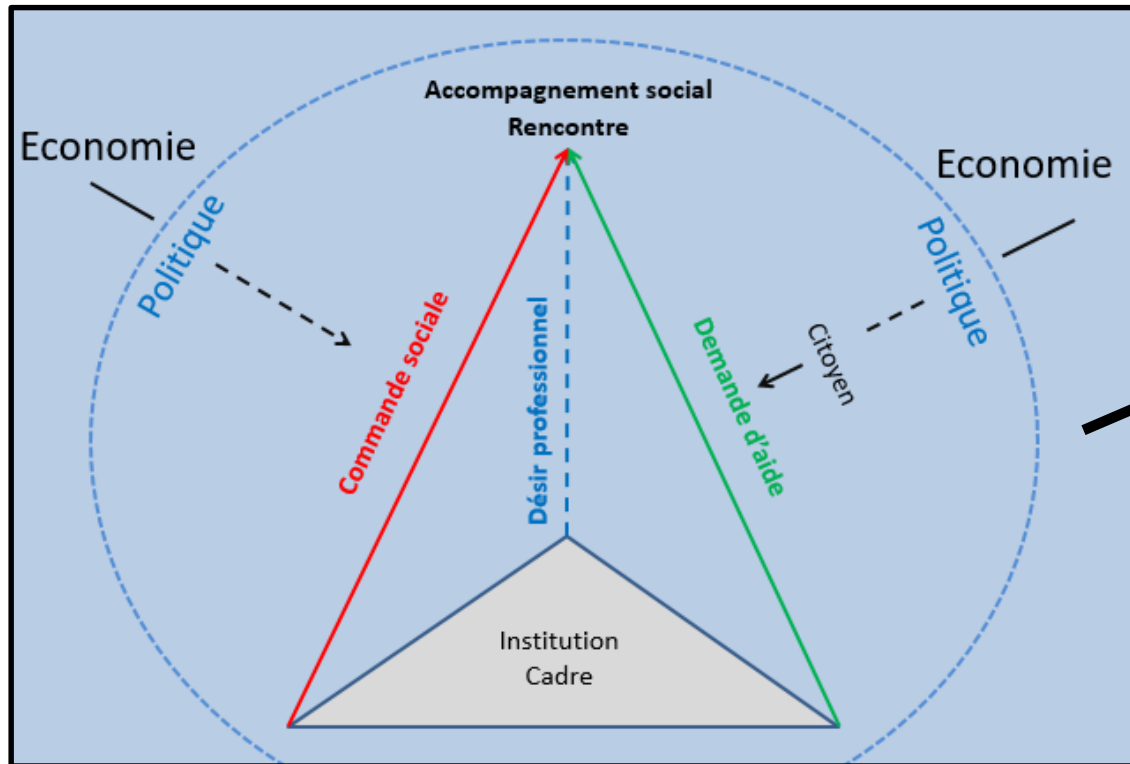 Accompagnement social
Rencontre
Economie
Economie
Politique
Politique
Citoyen
Commande sociale
Désir professionnel
Demande d'aide
Institution
Cadre